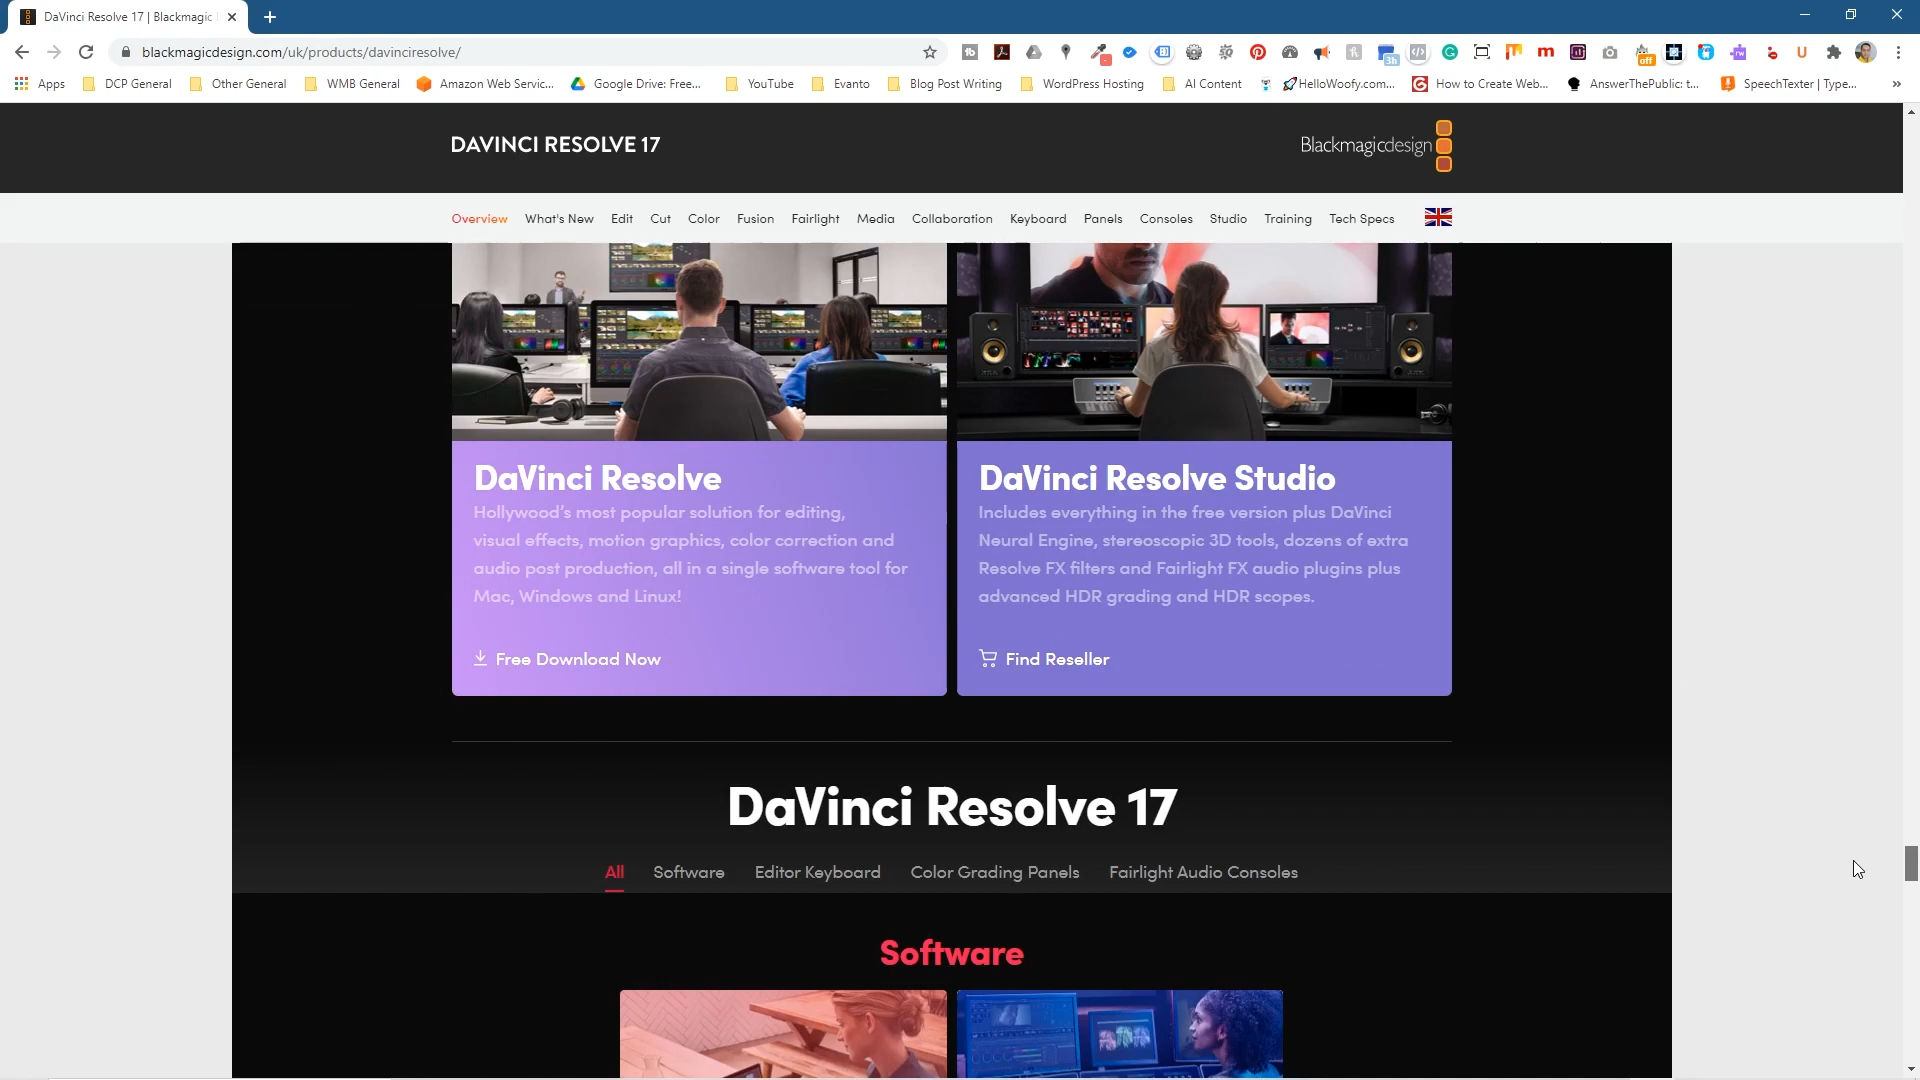 DaVinci Resolve 17 | Blackmagic
blackmagicdesign.com/uk/products/davinciresolve/
3h
off
Apps
DCP General
Other General
WMB General
Amazon Web Servic...
Google Drive: Free...
YouTube
Evanto
Blog Post Writing
WordPress Hosting
AI Content
HelloWoofy.com...
How to Create Web...
AnswerThePublic: t...
SpeechTexter | Type...
DAVINCI RESOLVE 17
Blackmagicdesign
Overview
What's New
Edit
Cut
Color
Fusion
Fairlight
Media
Collaboration
Keyboard
Panels
Consoles
Studio
Training
Tech Specs
DaVinci Resolve
Hollywood's most popular solution for editing,
visual effects, motion graphics, color correction and
audio post production, all in a single software tool for
Mac, Windows and Linux!
Free Download Now
DaVinci Resolve Studio
Includes everything in the free version plus DaVinci
Neural Engine, stereoscopic 3D tools, dozens of extra
Resolve FX filters and Fairlight FX audio plugins plus
advanced HDR grading and HDR scopes.
Find Reseller
DaVinci Resolve 17
All
Software
Editor Keyboard
Color Grading Panels
Fairlight Audio Consoles
Software